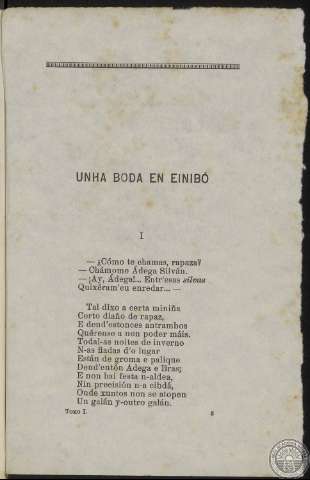 UNHA BODA EN EINIBÓ
I
— ¿Cómo te chamas, rapaza?
— Chámome Ádega Silván.
— ¡Ay, Ádega!... Entr'esas silvas
Quixéram'eu enredar... —
Tal dixo a certa miniña
Certo diaño de rapaz,
E dend'estonces antrambos
Quérense a non poder máis.
Todal-as noites de inverno
N-as fiadas d'o lugar
Están de groma e palique
Dend'entón Adega e Bras;
E non hai festa n-aldea,
Nin precisión n-a cibdá,
Onde xuntos non se atopen
Un galán y-outro galán.
Tomo I.